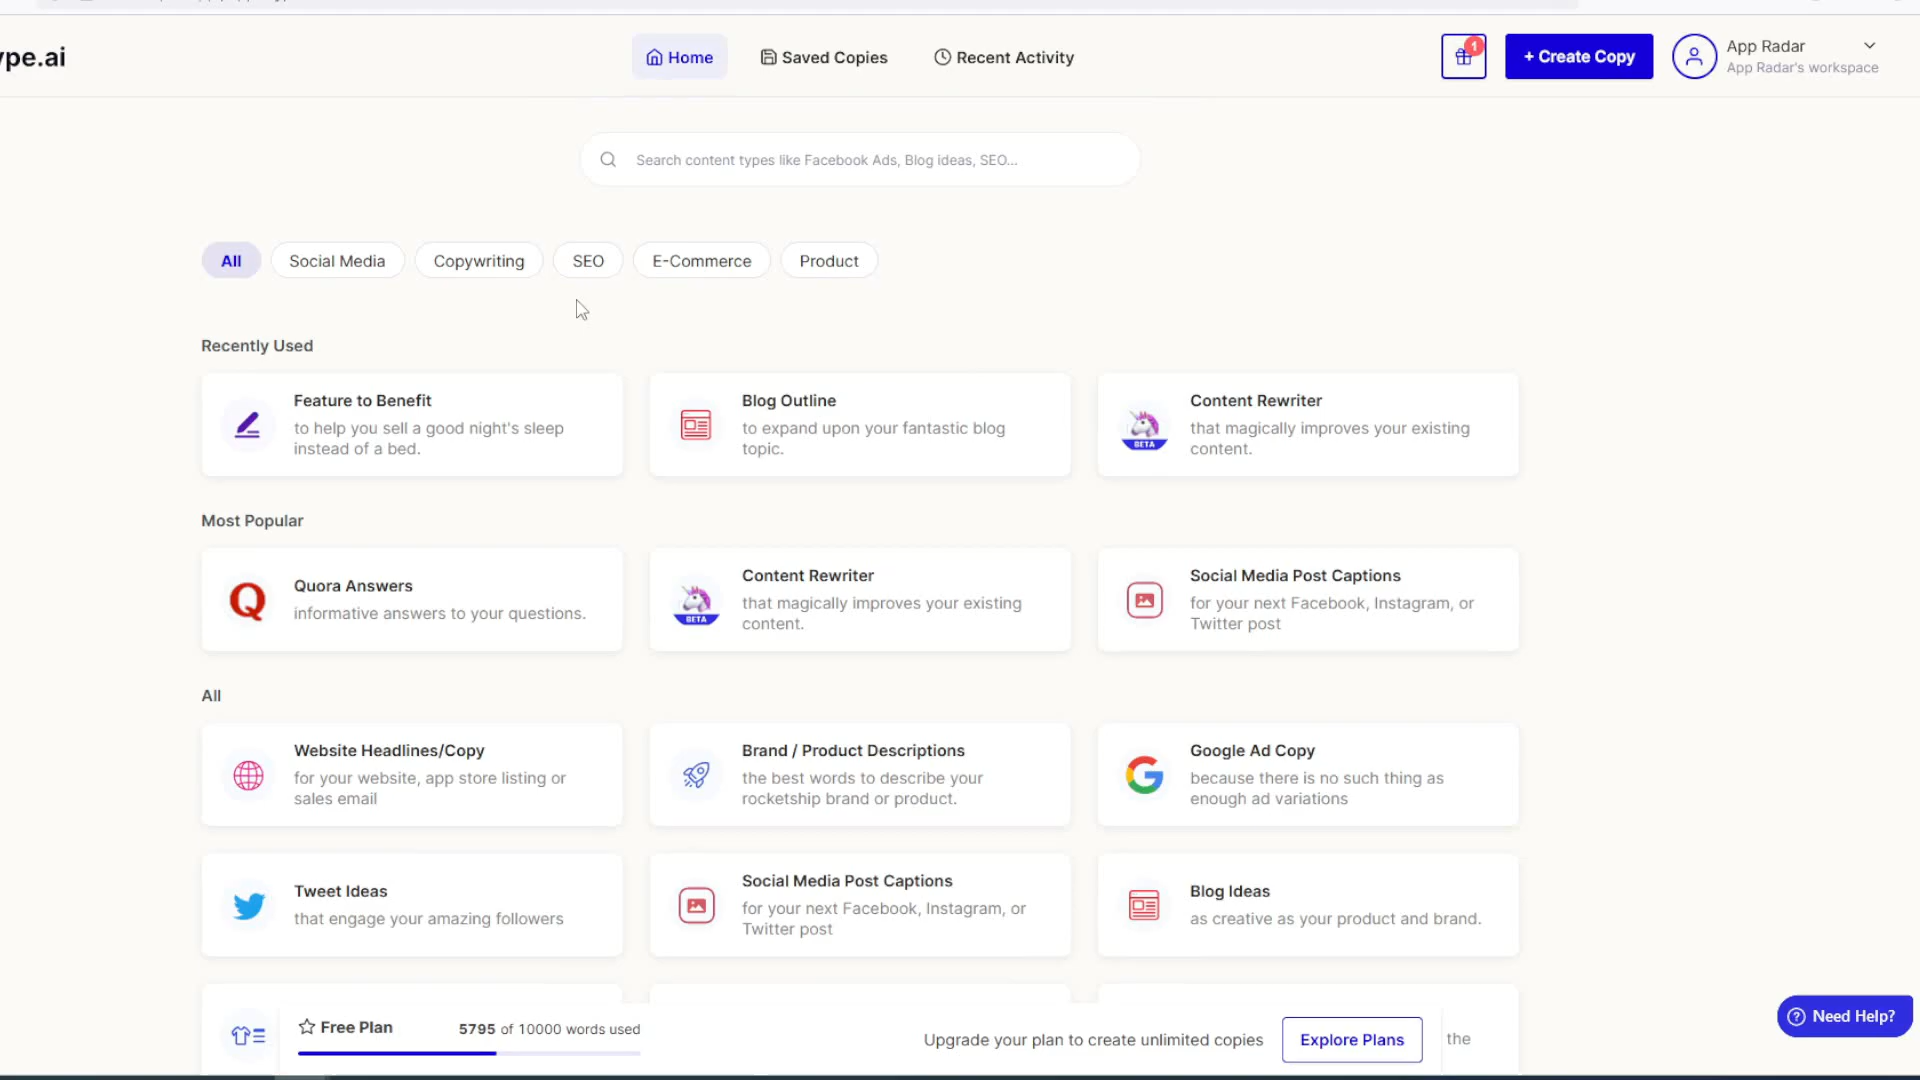 ype.ai
Home
Saved Copies
Recent Activity
1
+ Create Copy
App Radar
App Radar's workspace
Search content types like Facebook Ads, Blog ideas, SEO...
All
Social Media
Copywriting
SEO
E-Commerce
Product
Recently Used
Feature to Benefit
to help you sell a good night's sleep
instead of a bed.
Blog Outline
to expand upon your fantastic blog
topic.
BETA
Content Rewriter
that magically improves your existing
content.
Most Popular
Quora Answers
informative answers to your questions.
BETA
Content Rewriter
that magically improves your existing
content.
Social Media Post Captions
for your next Facebook, Instagram, or
Twitter post
All
Website Headlines/Copy
for your website, app store listing or
sales email
Brand / Product Descriptions
the best words to describe your
rocketship brand or product.
Google Ad Copy
because there is no such thing as
enough ad variations
Tweet Ideas
that engage your amazing followers
Social Media Post Captions
for your next Facebook, Instagram, or
Twitter post
Blog Ideas
as creative as your product and brand.
Free Plan
5795 of 10000 words used
Upgrade your plan to create unlimited copies
Explore Plans
the
Need Help?